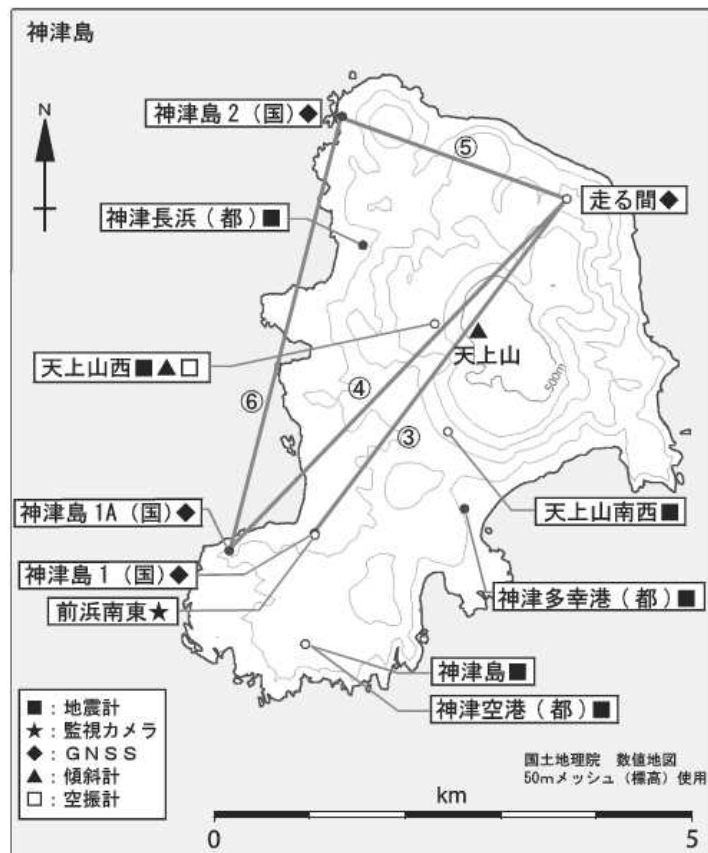 神津島
N
神津島2（国）◆
⑤
走る間◆
神津長浜（都）■
天上山西■▲□
天上山
500m
⑥
④
③
神津島1A（国）◆
天上山南西■
神津島1（国）◆
前浜南東★
神津多幸港（都）■
神津島■
神津空港（都）■
■：地震計
★：監視カメラ
◆：GNSS
▲：傾斜計
□：空振計
国土地理院　数値地図
50mメッシュ（標高）使用
km
0 5